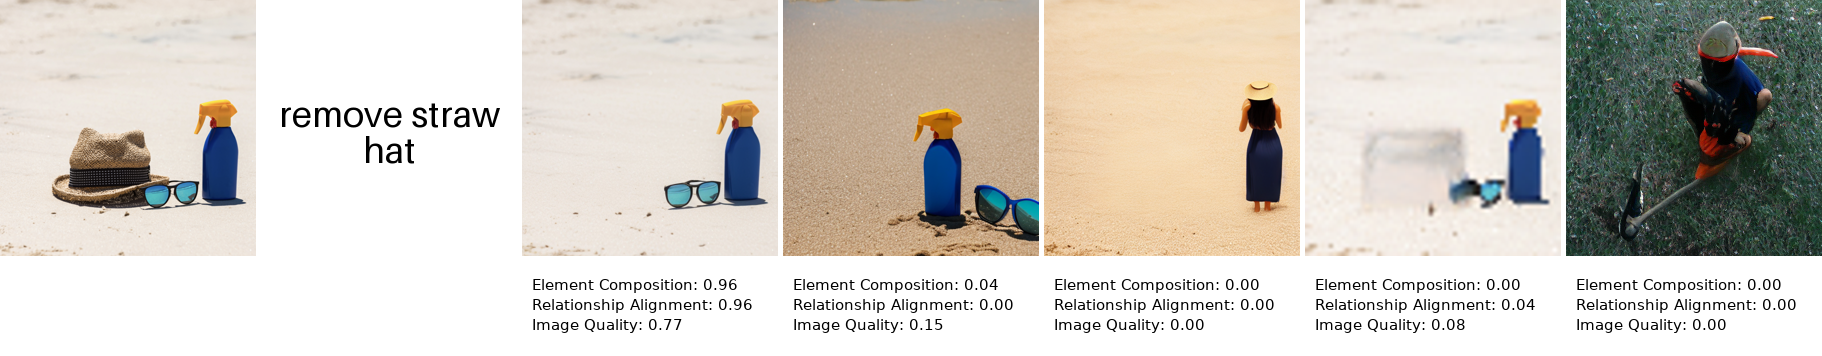 remove straw
hat
Element Composition: 0.96
Relationship Alignment: 0.96
Image Quality: 0.77
Element Composition: 0.04
Relationship Alignment: 0.00
Image Quality: 0.15
Element Composition: 0.00
Relationship Alignment: 0.00
Image Quality: 0.00
Element Composition: 0.00
Relationship Alignment: 0.04
Image Quality: 0.08
Element Composition: 0.00
Relationship Alignment: 0.00
Image Quality: 0.00